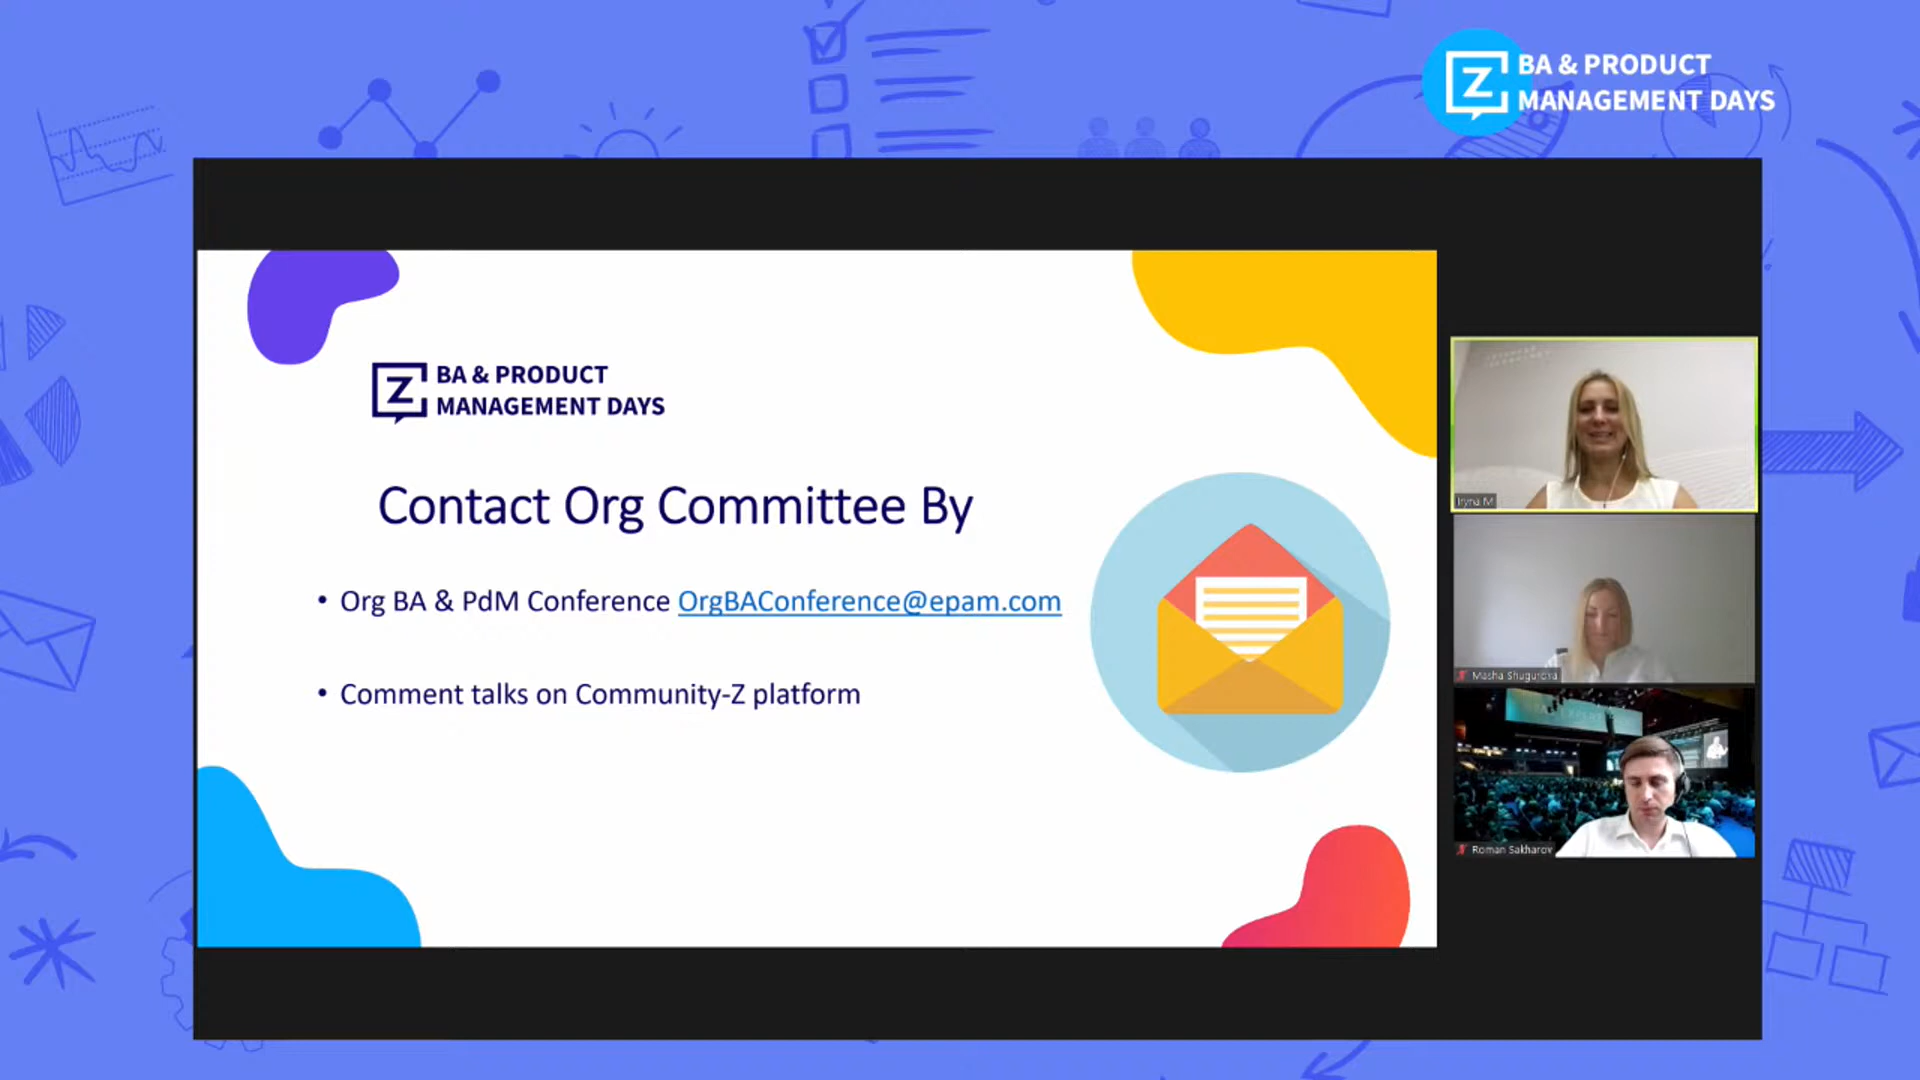 BA & PRODUCT
MANAGEMENT DAYS
Z
BA & PRODUCT
MANAGEMENT DAYS
Z
Contact Org Committee By
• Org BA & PdM Conference OrgBAConference@epam.com
• Comment talks on Community-Z platform
Iryna M
Masha Shugurova
Roman Sakharov